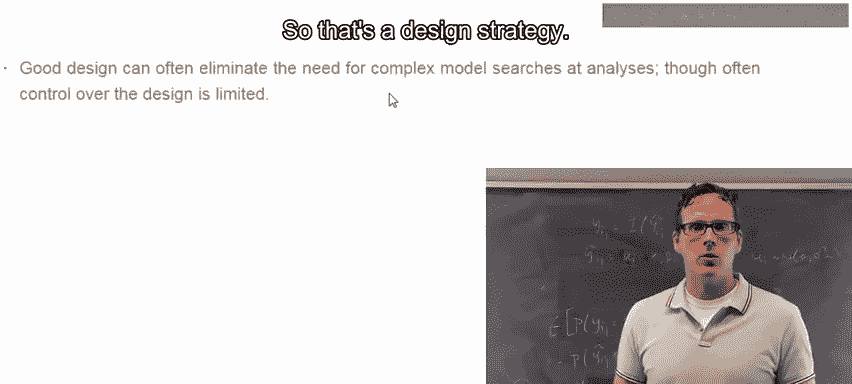 So that's a design strategy.
· Good design can often eliminate the need for complex model searches at analyses; though often
control over the design is limited.